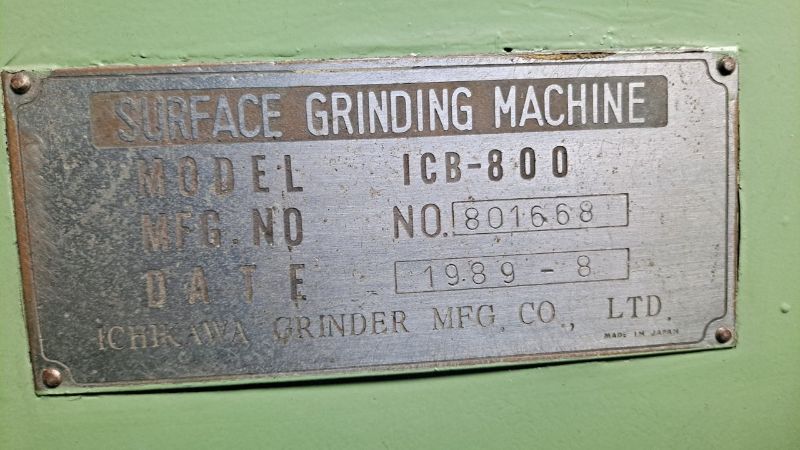 SURFACE GRINDING MACHINE
MODEL ICB-800
MFG. NO NO. 801668
DATE 1989-8
ICHIKAWA GRINDER MFG. CO., LTD.
MADE IN JAPAN